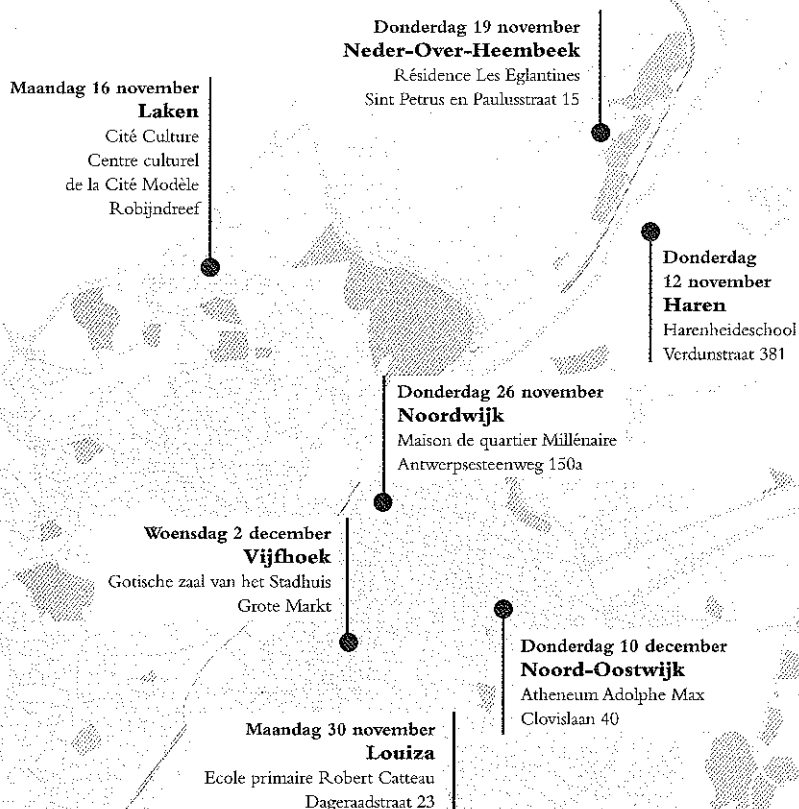 Donderdag 19 november
Neder-Over-Heembeek
Résidence Les Eglantines
Sint Petrus en Paulusstraat 15
Maandag 16 november
Laken
Cité Culture
Centre culturel
de la Cité Modèle
Robijndreef
Donderdag
12 november
Haren
Harenheideschool
Verdunstraat 381
Donderdag 26 november
Noordwijk
Maison de quartier Millénaire
Antwerpsesteenweg 150a
Woensdag 2 december
Vijfhoek
Gotische zaal van het Stadhuis
Grote Markt
Donderdag 10 december
Noord-Oostwijk
Atheneum Adolphe Max
Clovislaan 40
Maandag 30 november
Louiza
Ecole primaire Robert Catteau
Dageraadstraat 23